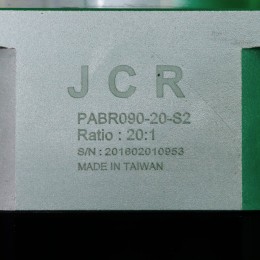 JCR
PABR090-20-S2
Ratio : 20:1
S/N : 201602010953
MADE IN TAIWAN